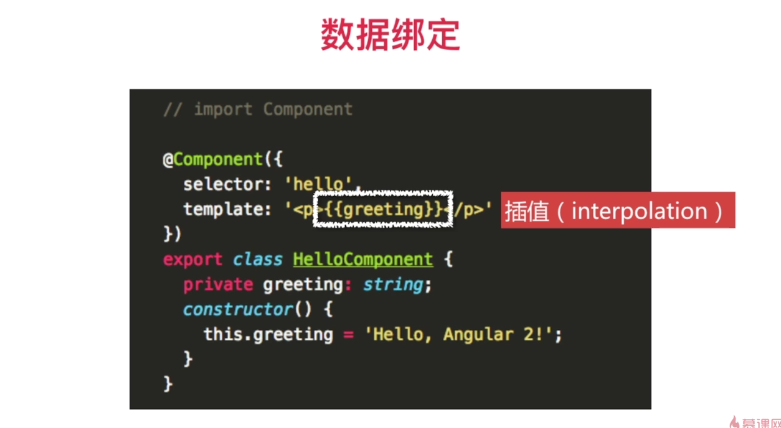 数据绑定
// import Component
@Component({
selector: 'hello',
template: '<p>{{greeting}}</p>'
插值（interpolation）
})
export class HelloComponent {
private greeting: string;
constructor() {
this.greeting = 'Hello, Angular 2!';
}
}
慕课网